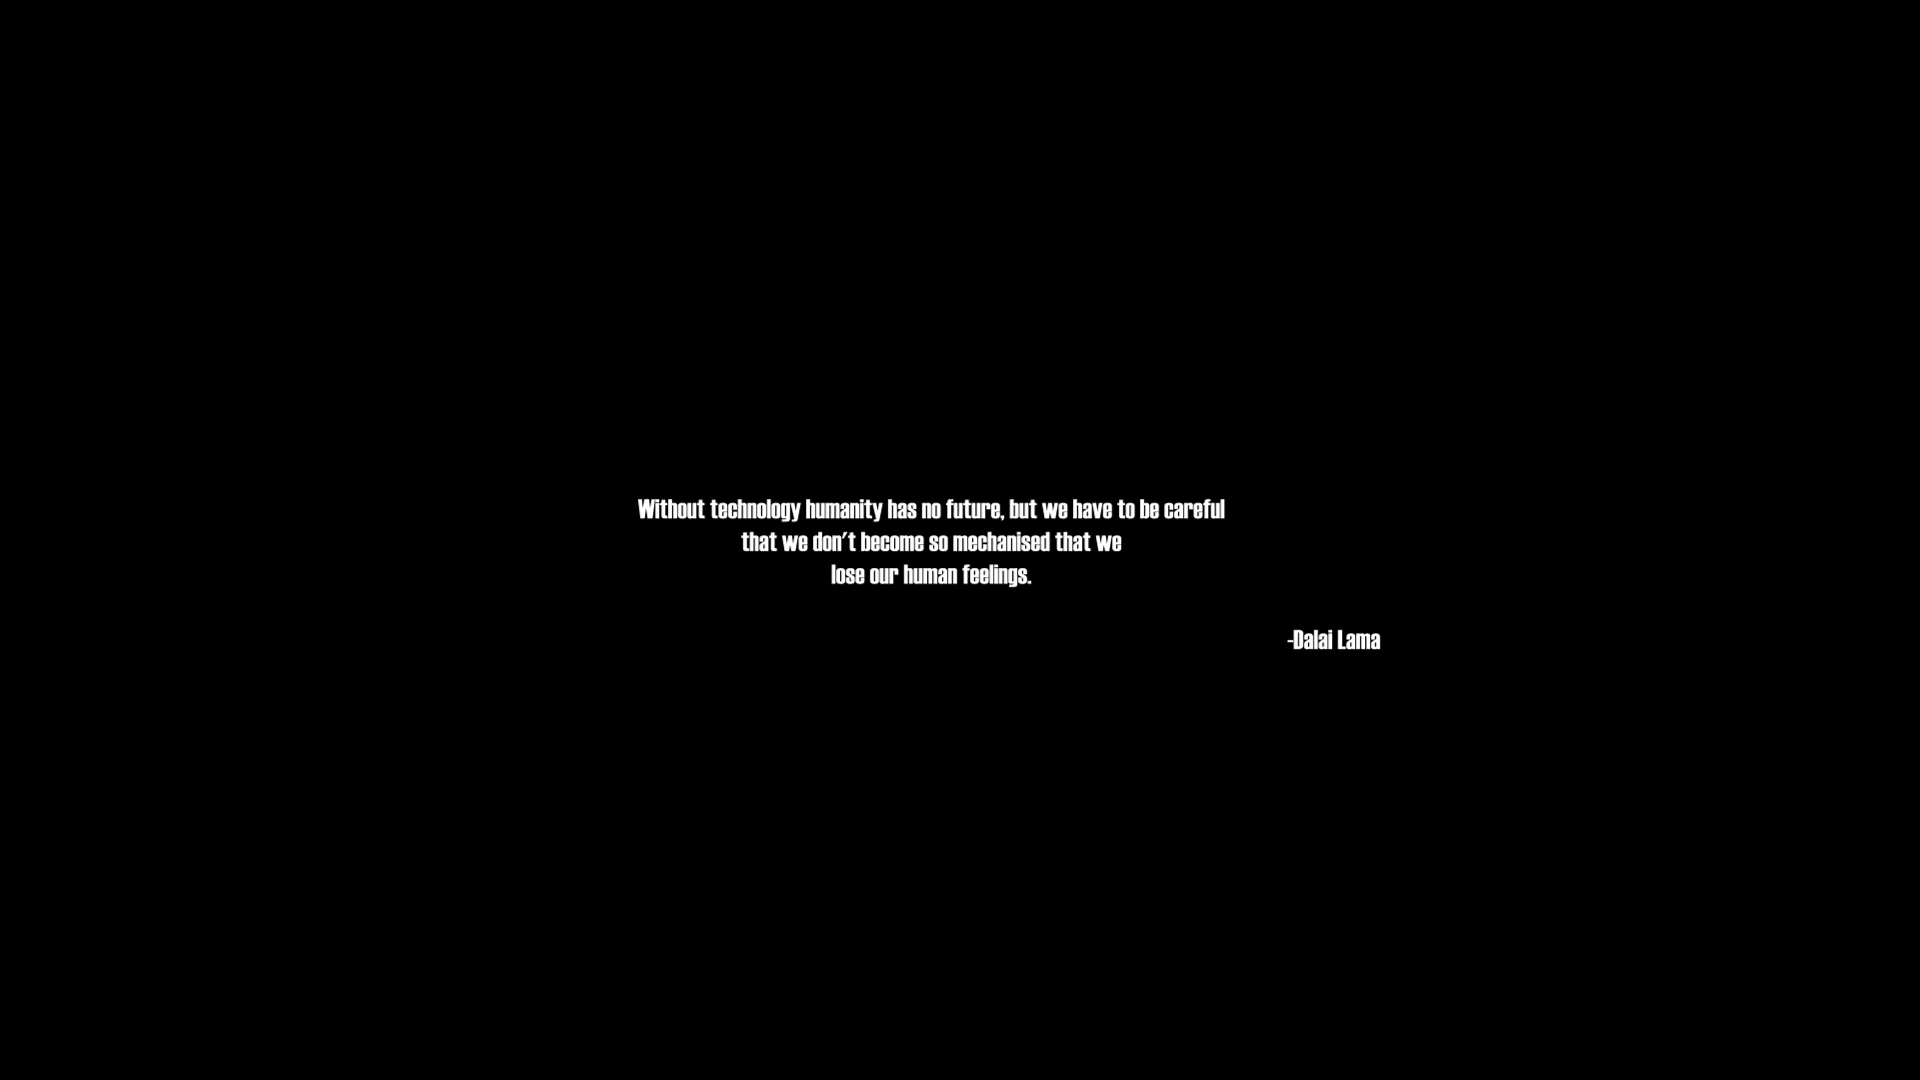 Without technology humanity has no future, but we have to be careful
that we don't become so mechanised that we
lose our human feelings.
-Dalai Lama